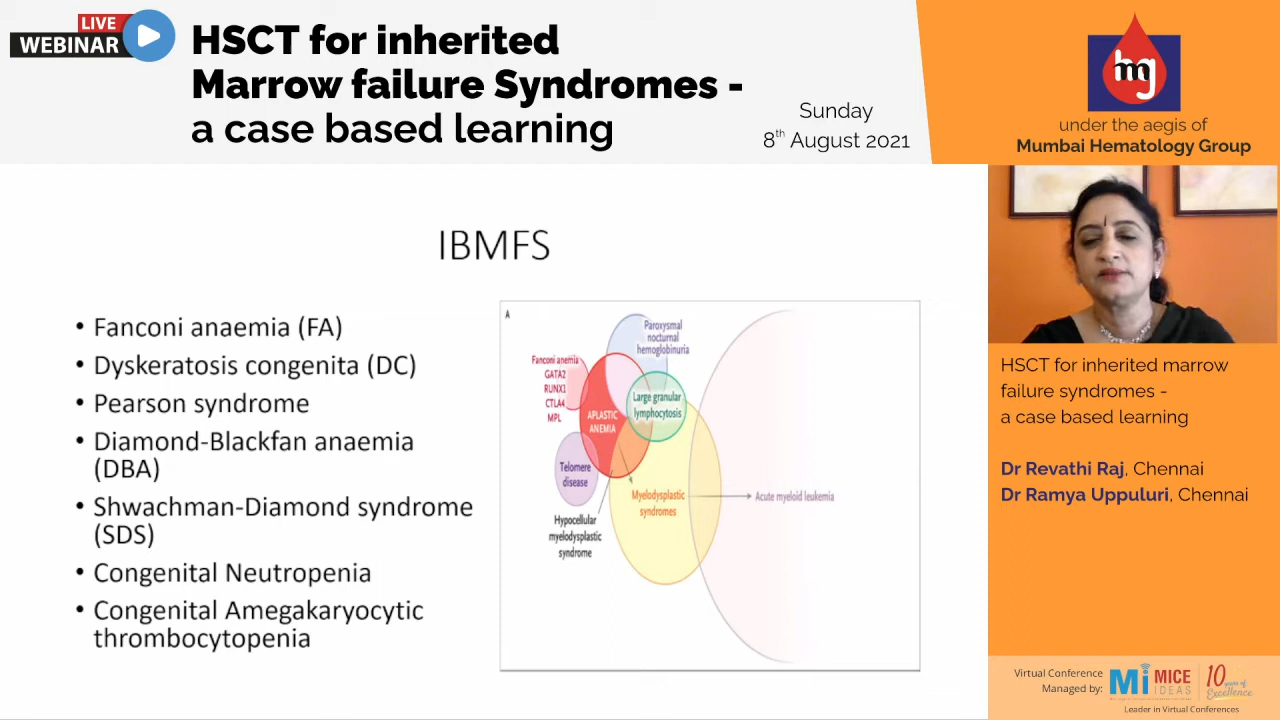 LIVE
WEBINAR
HSCT for inherited
Marrow failure Syndromes -
a case based learning
Sunday
8th August 2021
mg
under the aegis of
Mumbai Hematology Group
IBMFS
• Fanconi anaemia (FA)
• Dyskeratosis congenita (DC)
• Pearson syndrome
• Diamond-Blackfan anaemia
(DBA)
• Shwachman-Diamond syndrome
(SDS)
• Congenital Neutropenia
• Congenital Amegakaryocytic
thrombocytopenia
A
Paroxysmal
nocturnal
hemoglobinuria
Fanconi anemia
GATA2
RUNX1
CTLA4
MPL
APLASTIC
ANEMIA
Large granular
lymphocytosis
Telomere
disease
Myelodysplastic
syndromes
Acute myeloid leukemia
Hypocellular
myelodysplastic
syndrome
HSCT for inherited marrow
failure syndromes -
a case based learning
Dr Revathi Raj, Chennai
Dr Ramya Uppuluri, Chennai
Virtual Conference
Managed by:
Mi MICE
IDEAS
10 years of
Excellence
Leader in Virtual Conferences